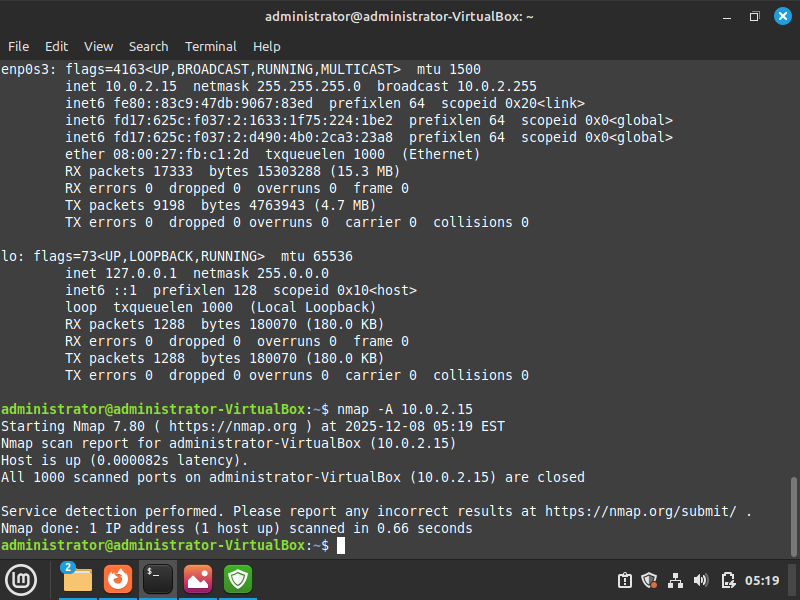 administrator@administrator-VirtualBox: ~
File Edit View Search Terminal Help
enp0s3: flags=4163<UP,BROADCAST,RUNNING,MULTICAST>  mtu 1500
        inet 10.0.2.15  netmask 255.255.255.0  broadcast 10.0.2.255
        inet6 fe80::83c9:47db:9067:83ed  prefixlen 64  scopeid 0x20<link>
        inet6 fd17:625c:f037:2:1633:1f75:224:1be2  prefixlen 64  scopeid 0x0<global>
        inet6 fd17:625c:f037:2:d490:4b0:2ca3:23a8  prefixlen 64  scopeid 0x0<global>
        ether 08:00:27:fb:c1:2d  txqueuelen 1000  (Ethernet)
        RX packets 17333  bytes 15303288 (15.3 MB)
        RX errors 0  dropped 0  overruns 0  frame 0
        TX packets 9198  bytes 4763943 (4.7 MB)
        TX errors 0  dropped 0 overruns 0  carrier 0  collisions 0
lo: flags=73<UP,LOOPBACK,RUNNING>  mtu 65536
        inet 127.0.0.1  netmask 255.0.0.0
        inet6 ::1  prefixlen 128  scopeid 0x10<host>
        loop  txqueuelen 1000  (Local Loopback)
        RX packets 1288  bytes 180070 (180.0 KB)
        RX errors 0  dropped 0  overruns 0  frame 0
        TX packets 1288  bytes 180070 (180.0 KB)
        TX errors 0  dropped 0 overruns 0  carrier 0  collisions 0
administrator@administrator-VirtualBox:~$ nmap -A 10.0.2.15
Starting Nmap 7.80 ( https://nmap.org ) at 2025-12-08 05:19 EST
Nmap scan report for administrator-VirtualBox (10.0.2.15)
Host is up (0.000082s latency).
All 1000 scanned ports on administrator-VirtualBox (10.0.2.15) are closed
Service detection performed. Please report any incorrect results at https://nmap.org/submit/ .
Nmap done: 1 IP address (1 host up) scanned in 0.66 seconds
administrator@administrator-VirtualBox:~$
2
$_
05:19